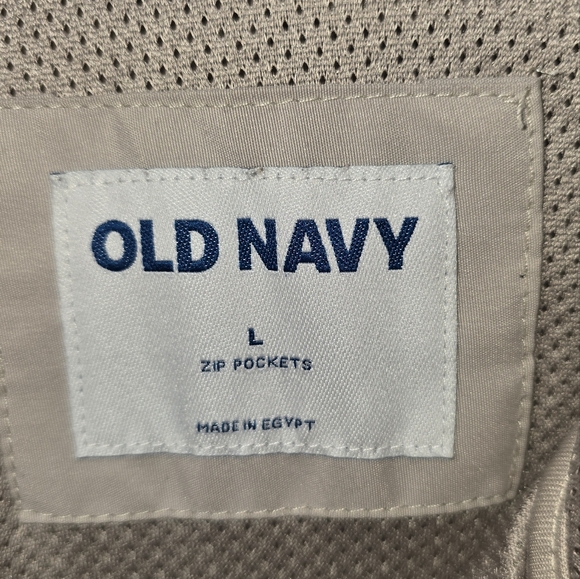 OLD NAVY
L
ZIP POCKETS
MADE IN EGYPT